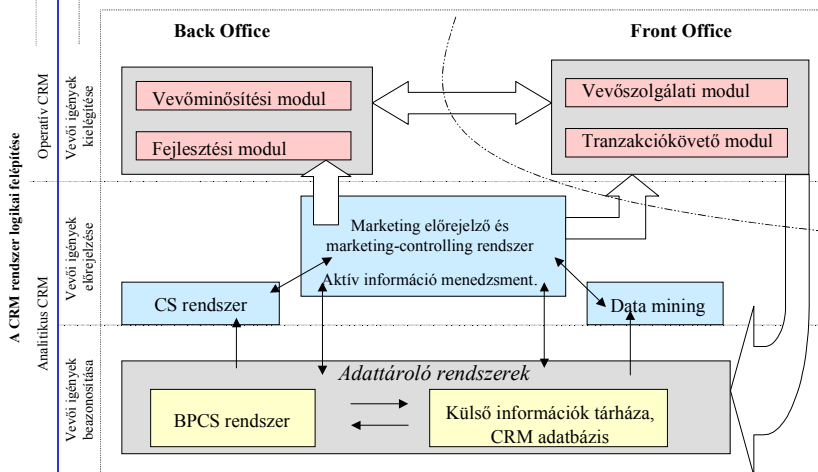 A CRM rendszer logikai felépítése
Operatív CRM
Analitikus CRM
Vevői igények
kielégítése
Vevői igények
előrejelzése
Vevői igények
beazonosítása
Back Office
Front Office
Vevőminősítési modul
Fejlesztési modul
Vevőszolgálati modul
Tranzakciókövető modul
Marketing előrejelző és
marketing-controlling rendszer
Aktív információ menedzsment.
CS rendszer
Data mining
Adattároló rendszerek
BPCS rendszer
Külső információk tárháza,
CRM adatbázis